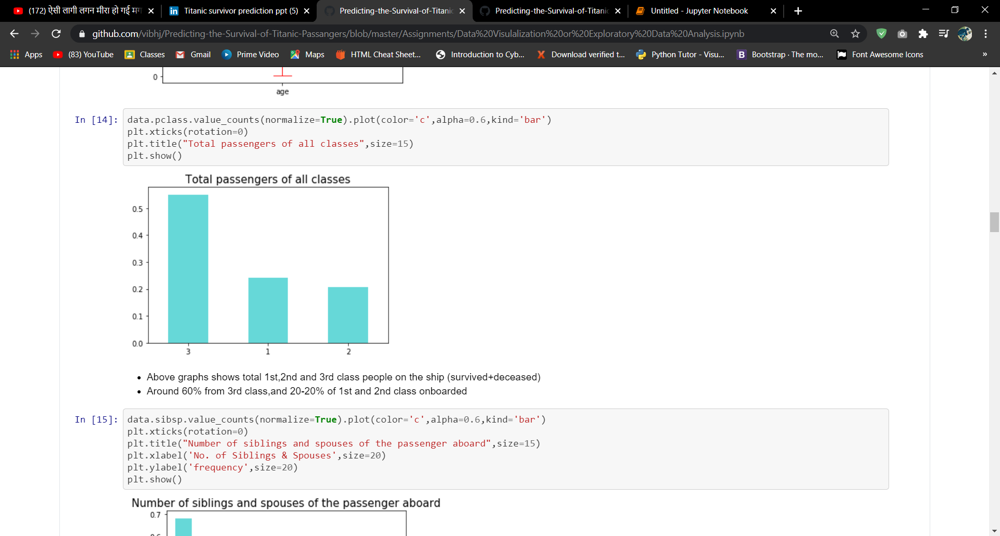 (172) ऐसी लागी लगन मीरा हो गई मग
Titanic survivor prediction ppt (5)
Predicting-the-Survival-of-Titanic
Predicting-the-Survival-of-Titanic
Untitled - Jupyter Notebook
github.com/vibhj/Predicting-the-Survival-of-Titanic-Passangers/blob/master/Assignments/Data%20Visulalization%20or%20Exploratory%20Data%20Analysis.ipynb
Apps
(83) YouTube
Classes
Gmail
Prime Video
Maps
HTML Cheat Sheet...
Introduction to Cyb...
Download verified t...
Python Tutor - Visu...
Bootstrap · The mo...
Font Awesome Icons
»
0
age
In [14]:
data.pclass.value_counts(normalize=True).plot(color='c',alpha=0.6,kind='bar')
plt.xticks(rotation=0)
plt.title("Total passengers of all classes",size=15)
plt.show()
Total passengers of all classes
0.5
0.4
0.3
0.2
0.1
0.0
3 1 2
• Above graphs shows total 1st,2nd and 3rd class people on the ship (survived+deceased)
• Around 60% from 3rd class,and 20-20% of 1st and 2nd class onboarded
In [15]:
data.sibsp.value_counts(normalize=True).plot(color='c',alpha=0.6,kind='bar')
plt.xticks(rotation=0)
plt.title("Number of siblings and spouses of the passenger aboard",size=15)
plt.xlabel('No. of Siblings & Spouses',size=20)
plt.ylabel('frequency',size=20)
plt.show()
Number of siblings and spouses of the passenger aboard
0.7